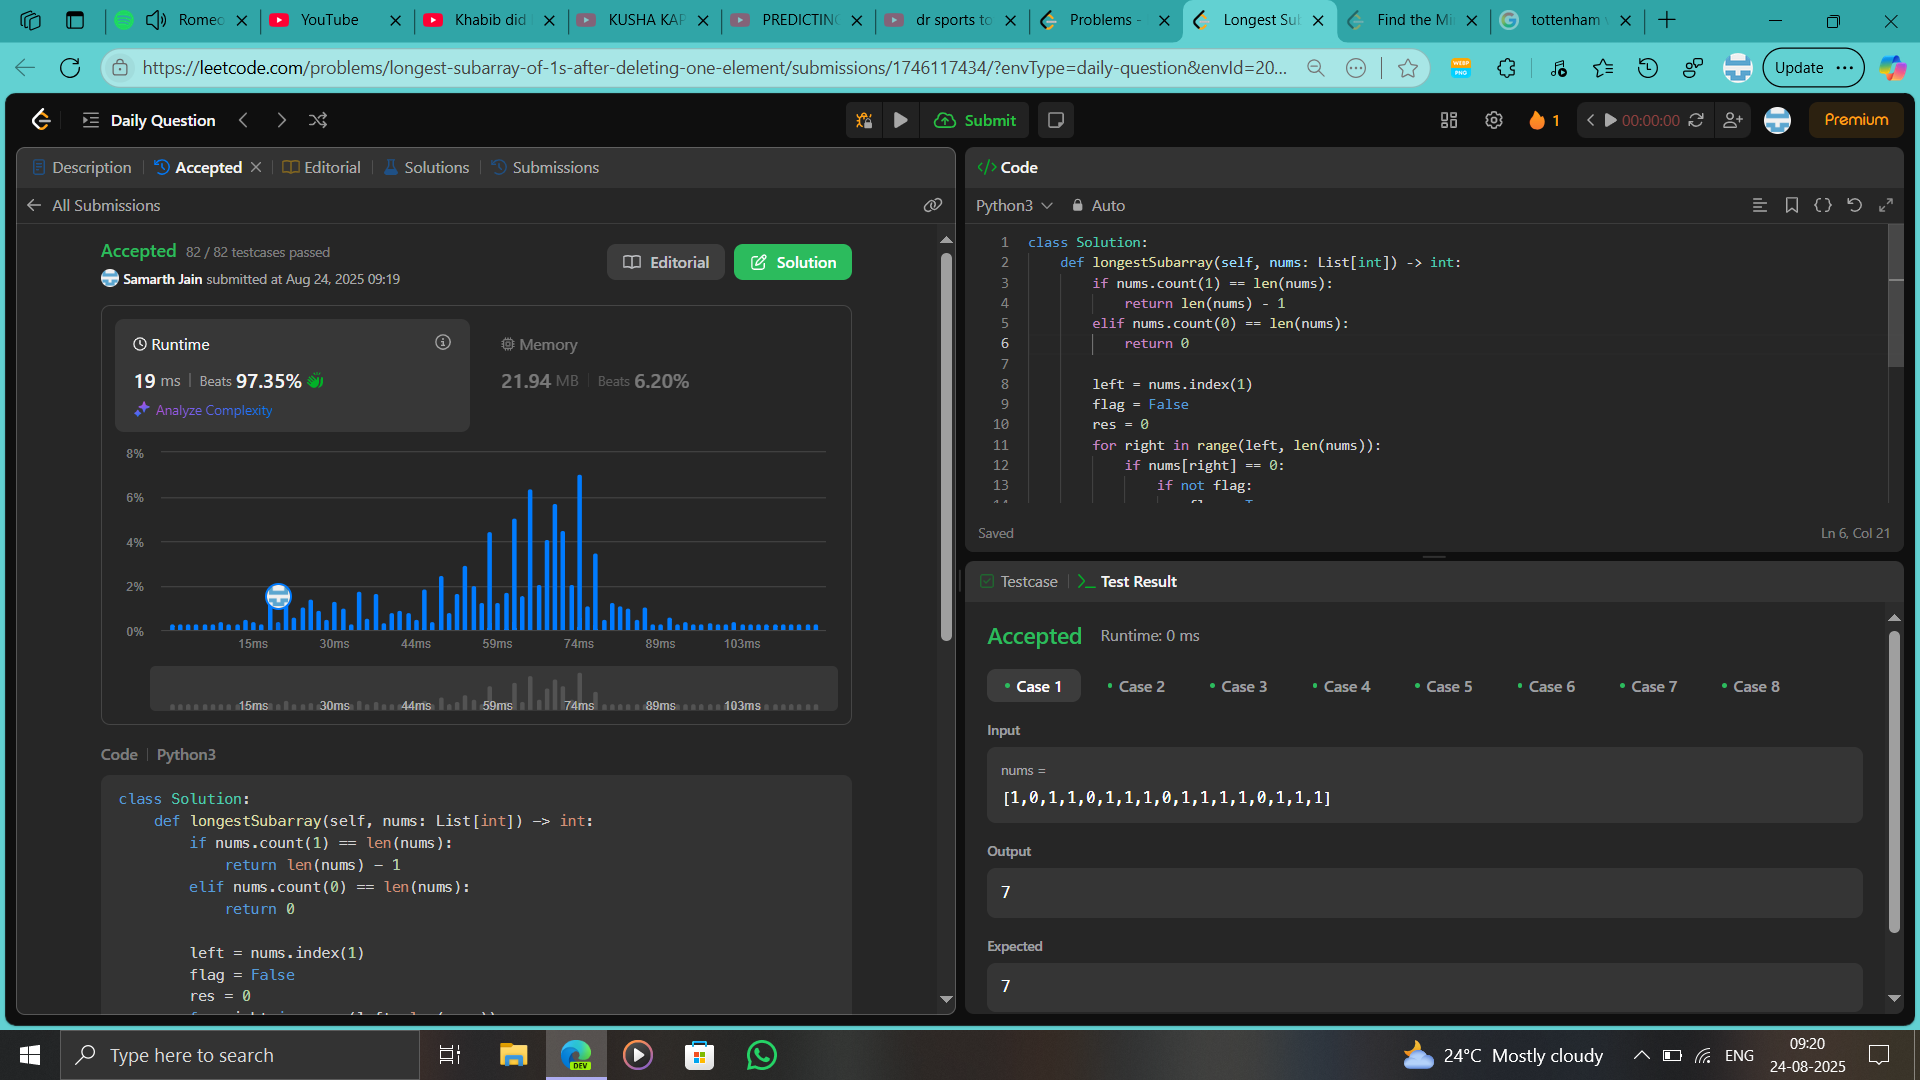 Romeo
YouTube
Khabib did
KUSHA KAP
PREDICTING
dr sports to
Problems -
Longest Su
Find the Mi
tottenham
https://leetcode.com/problems/longest-subarray-of-1s-after-deleting-one-element/submissions/1746117434/?envType=daily-question&envId=20...
Update
Daily Question
Submit
1
00:00:00
Premium
Description
Accepted
Editorial
Solutions
Submissions
All Submissions
Accepted 82 / 82 testcases passed
Samarth Jain submitted at Aug 24, 2025 09:19
Editorial
Solution
Runtime
19 ms | Beats 97.35%
Analyze Complexity
Memory
21.94 MB | Beats 6.20%
8%
6%
4%
2%
0%
15ms 30ms 44ms 59ms 74ms 89ms 103ms
15ms 30ms 44ms 59ms 74ms 89ms 103ms
Code | Python3
class Solution:
    def longestSubarray(self, nums: List[int]) -> int:
        if nums.count(1) == len(nums):
            return len(nums) - 1
        elif nums.count(0) == len(nums):
            return 0
        left = nums.index(1)
        flag = False
        res = 0
</> Code
Python3
Auto
1 class Solution:
2     def longestSubarray(self, nums: List[int]) -> int:
3         if nums.count(1) == len(nums):
4             return len(nums) - 1
5         elif nums.count(0) == len(nums):
6             return 0
7
8         left = nums.index(1)
9         flag = False
10         res = 0
11         for right in range(left, len(nums)):
12             if nums[right] == 0:
13                 if not flag:
Saved
Ln 6, Col 21
Testcase
Test Result
Accepted Runtime: 0 ms
Case 1
Case 2
Case 3
Case 4
Case 5
Case 6
Case 7
Case 8
Input
nums =
[1,0,1,1,0,1,1,1,0,1,1,1,1,0,1,1,1]
Output
7
Expected
7
Type here to search
DEV
24°C Mostly cloudy
ENG
09:20
24-08-2025